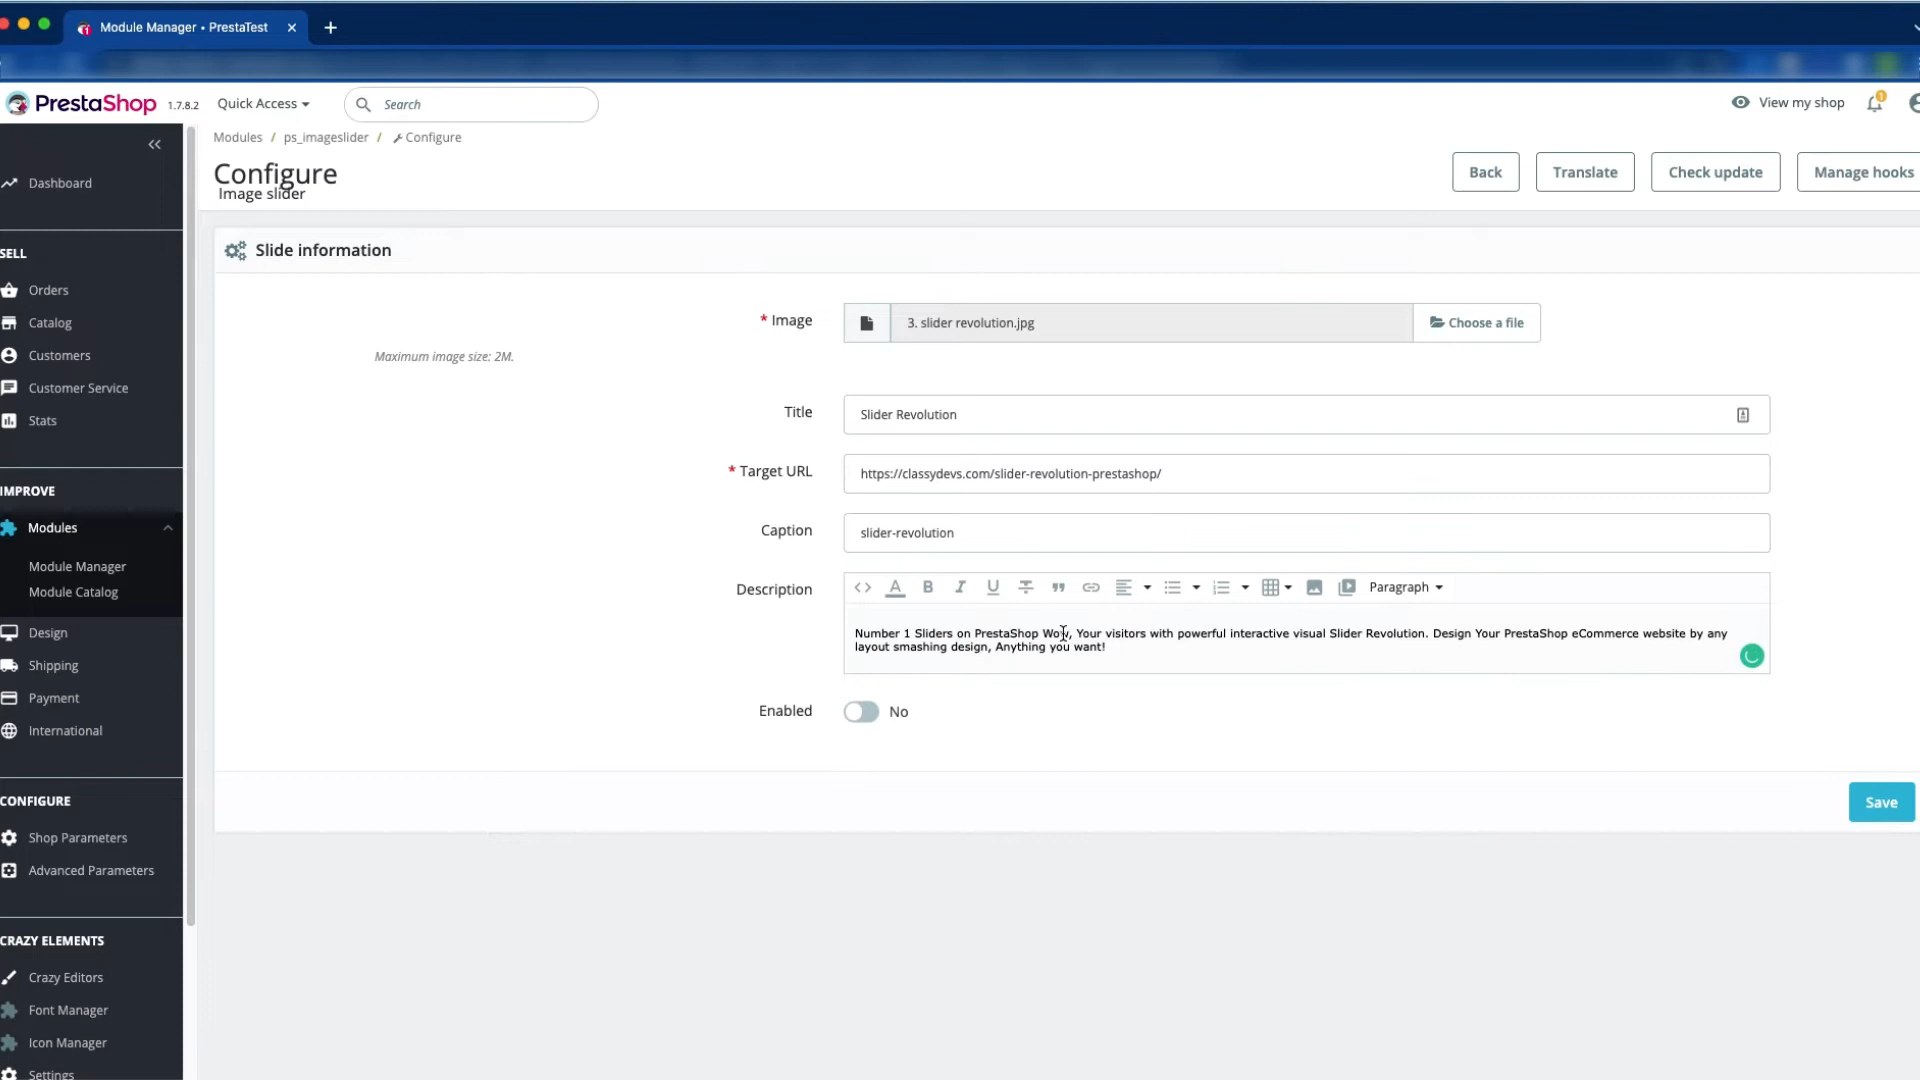 Module Manager • PrestaTest
PrestaShop 1.7.8.2 Quick Access Search View my shop 1
Modules / ps_imageslider / Configure
Configure
Image slider
Back Translate Check update Manage hooks
Dashboard
SELL
Orders
Catalog
Customers
Customer Service
Stats
IMPROVE
Modules
Module Manager
Module Catalog
Design
Shipping
Payment
International
CONFIGURE
Shop Parameters
Advanced Parameters
CRAZY ELEMENTS
Crazy Editors
Font Manager
Icon Manager
Settings
Slide information
* Image 3. slider revolution.jpg Choose a file
Maximum image size: 2M.
Title Slider Revolution
* Target URL https://classydevs.com/slider-revolution-prestashop/
Caption slider-revolution
Description Paragraph
Number 1 Sliders on PrestaShop Wow, Your visitors with powerful interactive visual Slider Revolution. Design Your PrestaShop eCommerce website by any
layout smashing design, Anything you want!
Enabled No
Save